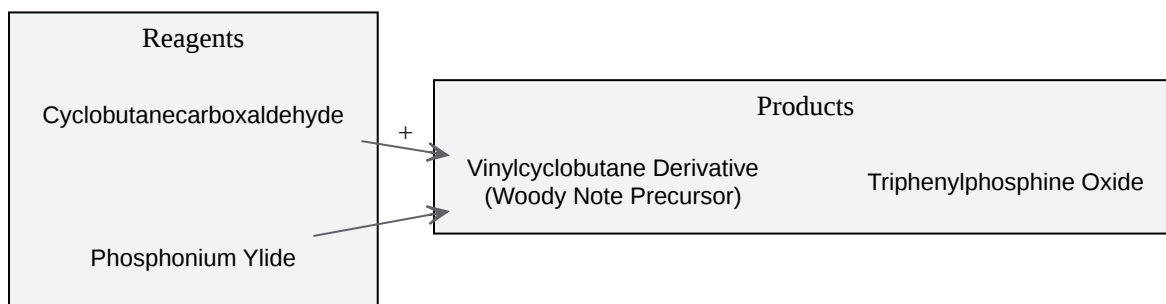 Reagents
Cyclobutanecarboxaldehyde
+
Phosphonium Ylide
Products
Vinylcyclobutane Derivative
(Woody Note Precursor)
Triphenylphosphine Oxide